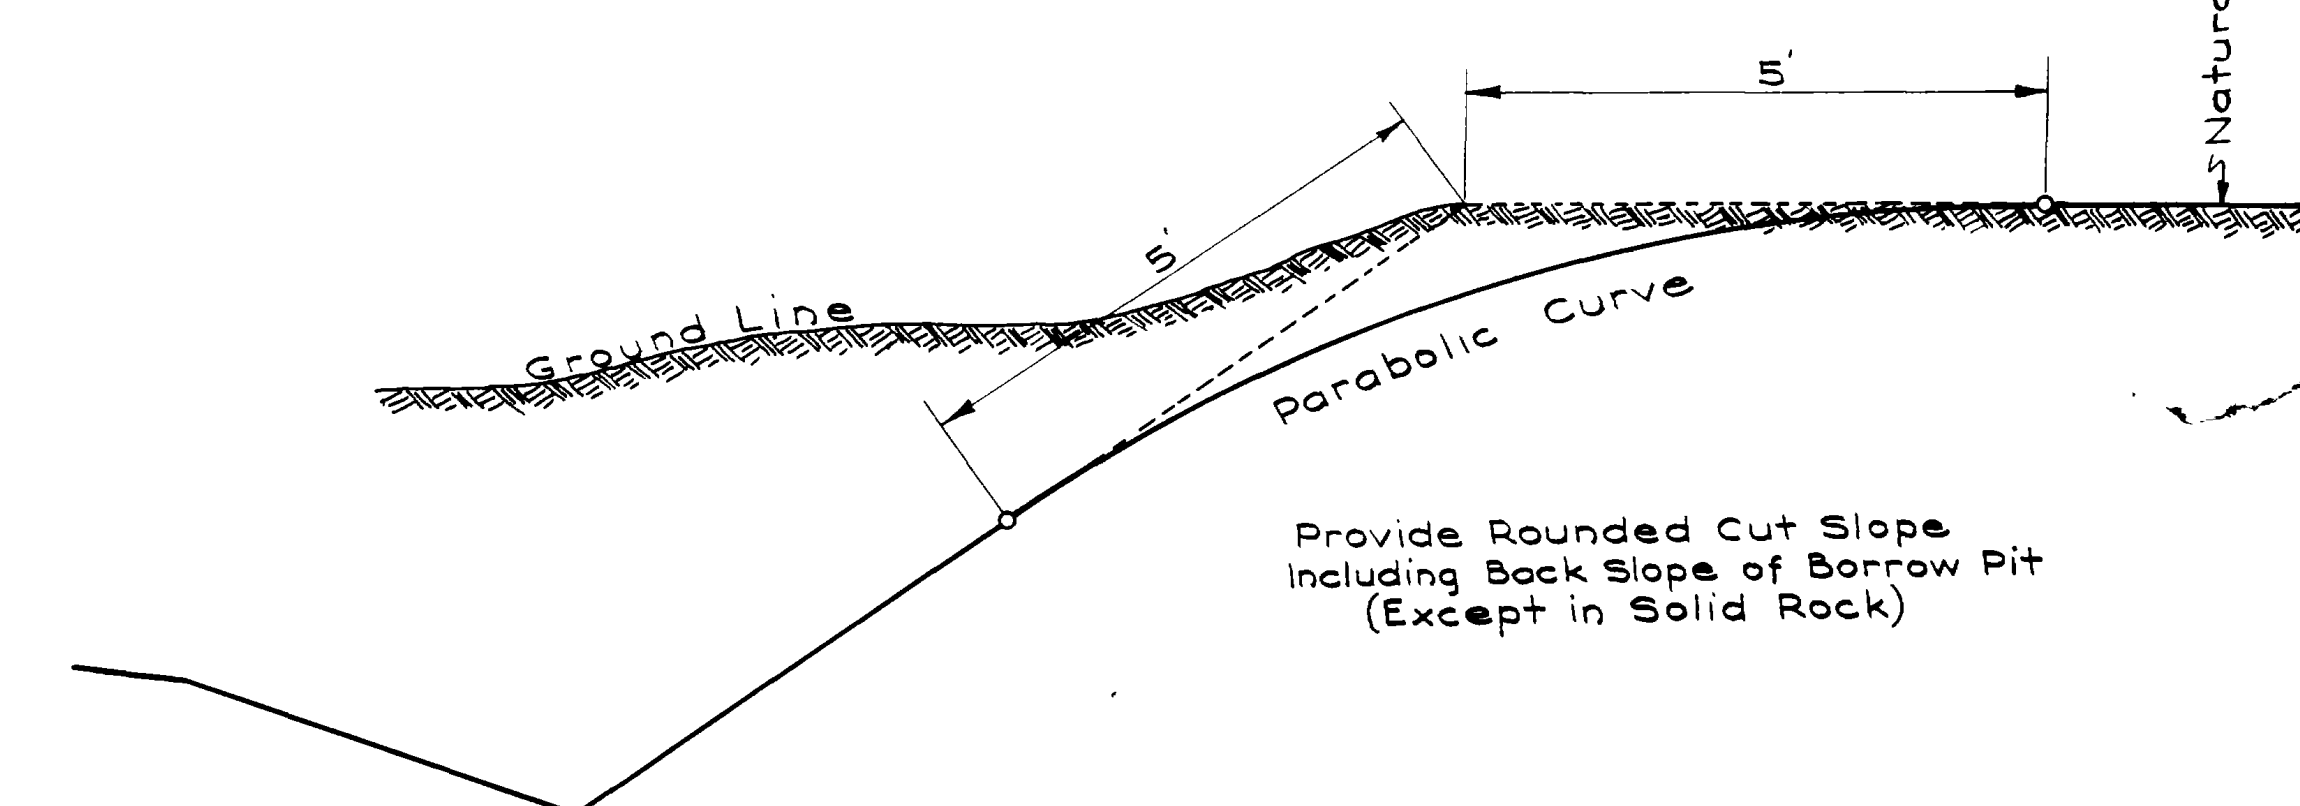 5'
5'
Ground Line
Parabolic Curve
Provide Rounded Cut Slope
Including Back Slope of Borrow Pit
(Except in Solid Rock)